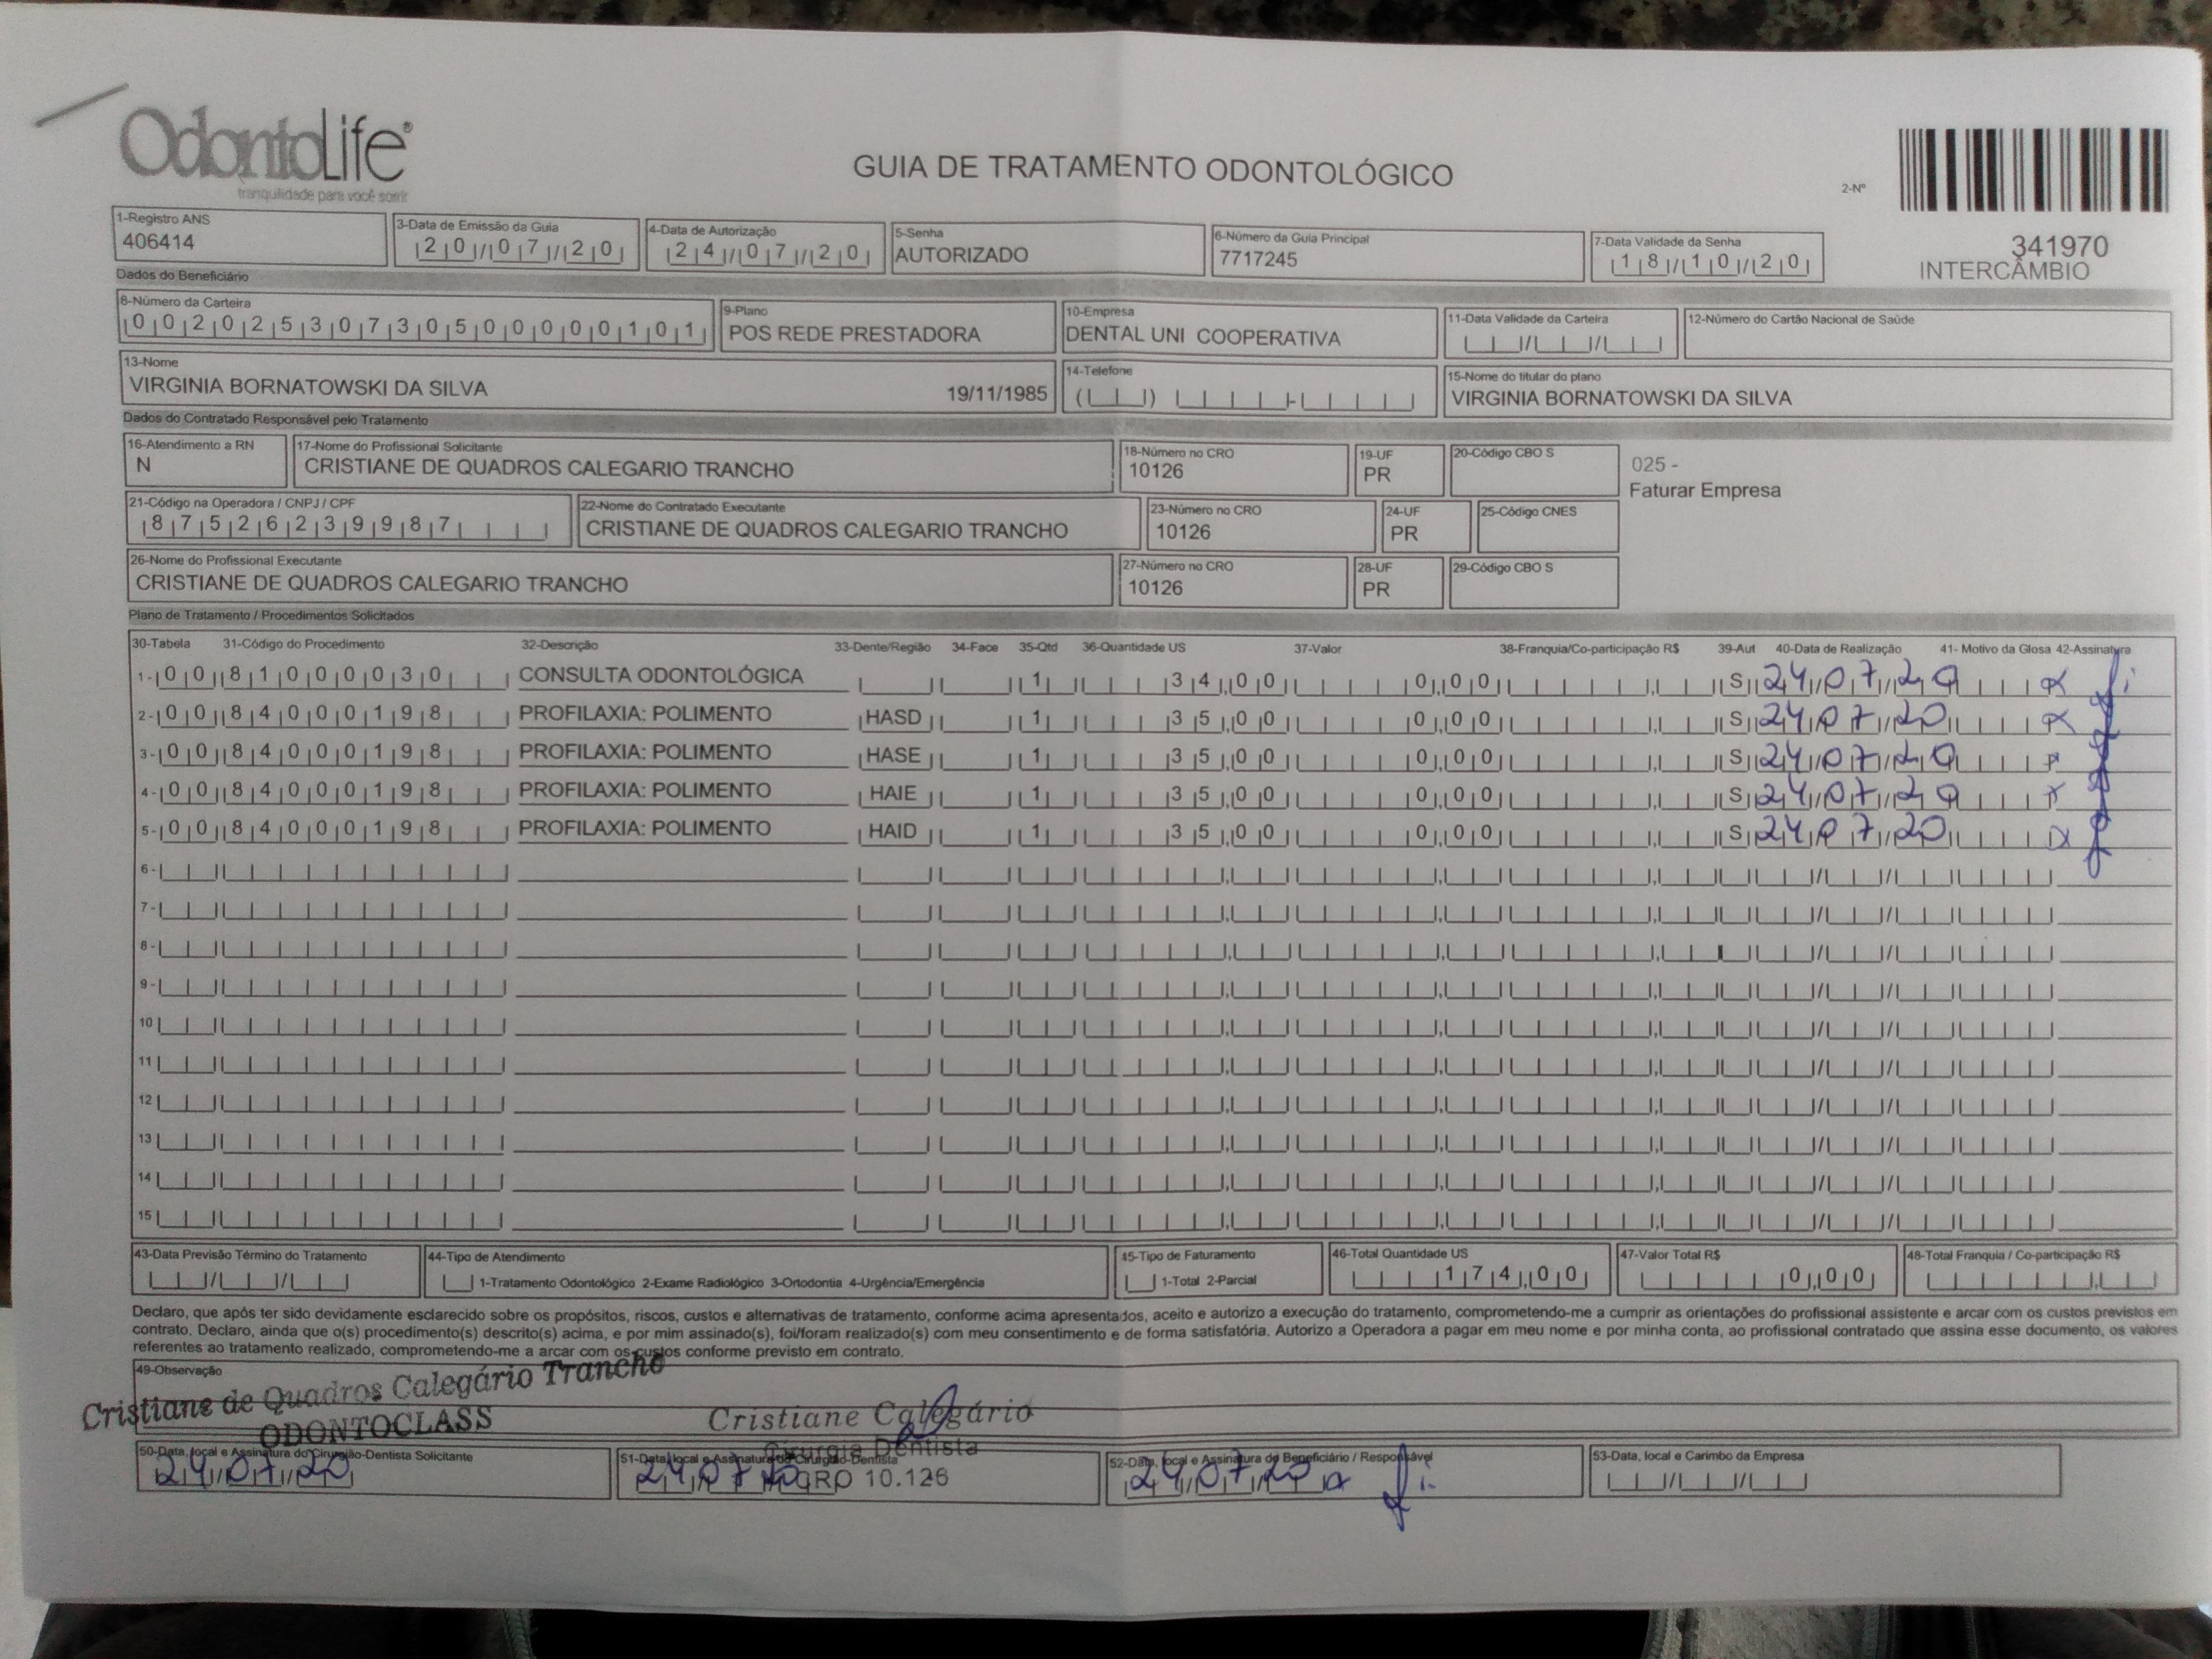 OdontoLife®
tranquilidade para você sorrir
GUIA DE TRATAMENTO ODONTOLÓGICO
2-Nº
341970
INTERCÂMBIO
1-Registro ANS
406414
3-Data de Emissão da Guia
20/07/20
4-Data de Autorização
24/07/20
5-Senha
AUTORIZADO
6-Número da Guia Principal
7717245
7-Data Validade da Senha
18/10/20
Dados do Beneficiário
8-Número da Carteira
00202530730500000101
9-Plano
POS REDE PRESTADORA
10-Empresa
DENTAL UNI COOPERATIVA
11-Data Validade da Carteira
12-Número do Cartão Nacional de Saúde
13-Nome
VIRGINIA BORNATOWSKI DA SILVA 19/11/1985
14-Telefone
15-Nome do titular do plano
VIRGINIA BORNATOWSKI DA SILVA
Dados do Contratado Responsável pelo Tratamento
16-Atendimento a RN
N
17-Nome do Profissional Solicitante
CRISTIANE DE QUADROS CALEGARIO TRANCHO
18-Número no CRO
10126
19-UF
PR
20-Código CBO S
025 -
Faturar Empresa
21-Código na Operadora / CNPJ / CPF
87526239987
22-Nome do Contratado Executante
CRISTIANE DE QUADROS CALEGARIO TRANCHO
23-Número no CRO
10126
24-UF
PR
25-Código CNES
26-Nome do Profissional Executante
CRISTIANE DE QUADROS CALEGARIO TRANCHO
27-Número no CRO
10126
28-UF
PR
29-Código CBO S
Plano de Tratamento / Procedimentos Solicitados
30-Tabela 31-Código do Procedimento 32-Descrição 33-Dente/Região 34-Face 35-Qtd 36-Quantidade US 37-Valor 38-Franquia/Co-participação R$ 39-Aut 40-Data de Realização 41- Motivo da Glosa 42-Assinatura
1- 00 81000030 CONSULTA ODONTOLÓGICA 1 34,00 0,00 S 24/07/20
2- 00 84000198 PROFILAXIA: POLIMENTO HASD 1 35,00 0,00 S 24/07/20
3- 00 84000198 PROFILAXIA: POLIMENTO HASE 1 35,00 0,00 S 24/07/20
4- 00 84000198 PROFILAXIA: POLIMENTO HAIE 1 35,00 0,00 S 24/07/20
5- 00 84000198 PROFILAXIA: POLIMENTO HAID 1 35,00 0,00 S 24/07/20
6-
7-
8-
9-
10
11
12
13
14
15
43-Data Previsão Término do Tratamento
44-Tipo de Atendimento
1-Tratamento Odontológico 2-Exame Radiológico 3-Ortodontia 4-Urgência/Emergência
45-Tipo de Faturamento
1-Total 2-Parcial
46-Total Quantidade US
174,00
47-Valor Total R$
0,00
48-Total Franquia / Co-participação R$
Declaro, que após ter sido devidamente esclarecido sobre os propósitos, riscos, custos e alternativas de tratamento, conforme acima apresentados, aceito e autorizo a execução do tratamento, comprometendo-me a cumprir as orientações do profissional assistente e arcar com os custos previstos em
contrato. Declaro, ainda que o(s) procedimento(s) descrito(s) acima, e por mim assinado(s), foi/foram realizado(s) com meu consentimento e de forma satisfatória. Autorizo a Operadora a pagar em meu nome e por minha conta, ao profissional contratado que assina esse documento, os valores
referentes ao tratamento realizado, comprometendo-me a arcar com os custos conforme previsto em contrato.
49-Observação
Cristiane de Quadros Calegário Trancho
ODONTOCLASS
Cristiane Calegário
Cirurgiã Dentista
CRO 10.126
50-Data, local e Assinatura do Cirurgião-Dentista Solicitante
24/07/20
51-Data, local e Assinatura do Cirurgião-Dentista
24/07/20
52-Data, local e Assinatura do Beneficiário / Responsável
24/07/20
53-Data, local e Carimbo da Empresa